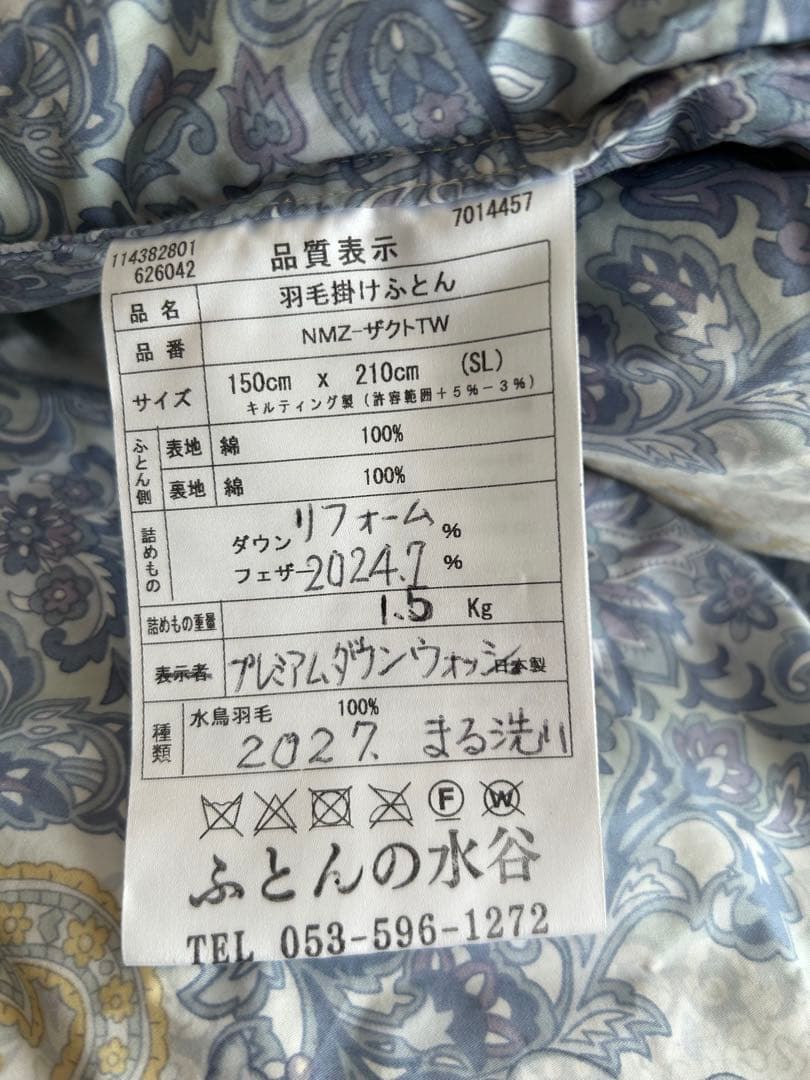 114382801
626042
7014457
品質表示
品名 羽毛掛けふとん
品番 NMZ-ザクトTW
サイズ 150cm x 210cm (SL)
キルティング製(許容範囲+5%-3%)
ふとん側 表地 綿 100%
裏地 綿 100%
詰めもの ダウン リフォーム %
フェザー 2024.7 %
詰めもの重量 1.5 Kg
表示者 プレミアムダウンウォッシュ 日本製
種類 水鳥羽毛 100%
2027. まる洗い
F W
ふとんの水谷
TEL 053-596-1272